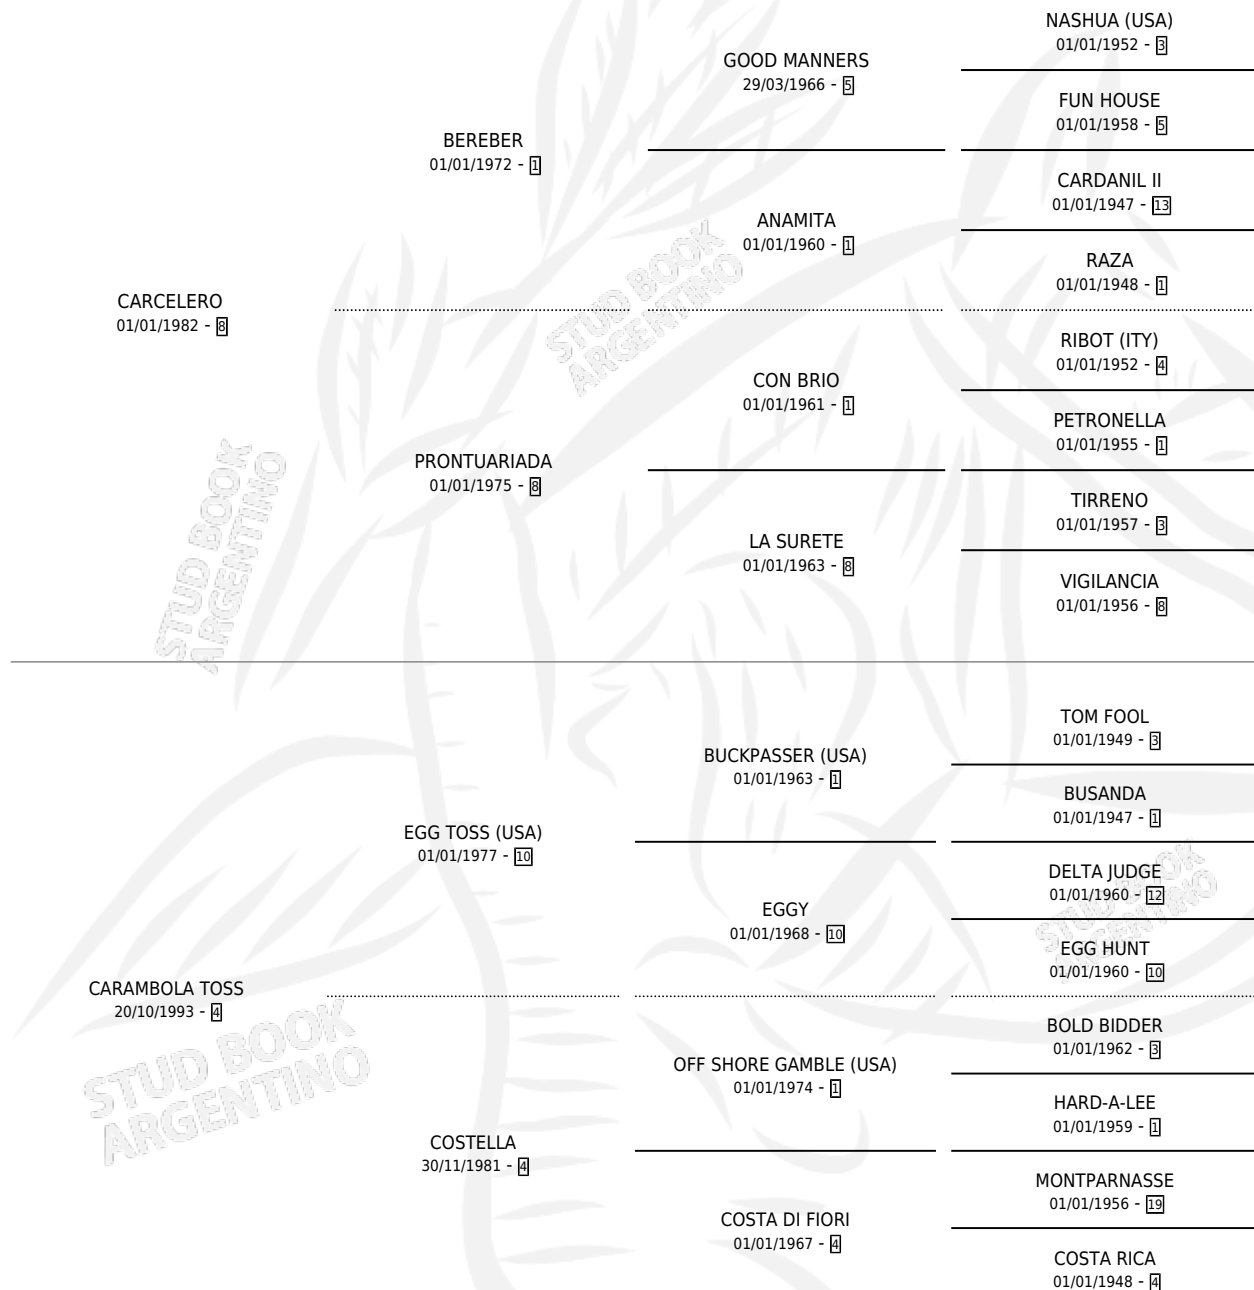 NASHUA (USA)
01/01/1952 - 3
GOOD MANNERS
29/03/1966 - 5
FUN HOUSE
01/01/1958 - 5
BEREBER
01/01/1972 - 1
CARDANIL II
01/01/1947 - 13
ANAMITA
01/01/1960 - 1
RAZA
01/01/1948 - 1
CARCELERO
01/01/1982 - 8
RIBOT (ITY)
01/01/1952 - 4
CON BRIO
01/01/1961 - 1
PETRONELLA
01/01/1955 - 1
PRONTUARIADA
01/01/1975 - 8
TIRRENO
01/01/1957 - 3
LA SURETE
01/01/1963 - 8
VIGILANCIA
01/01/1956 - 8
STUD BOOK
ARGENTINO
STUD BOOK
ARGENTINO
TOM FOOL
01/01/1949 - 3
BUCKPASSER (USA)
01/01/1963 - 1
BUSANDA
01/01/1947 - 1
EGG TOSS (USA)
01/01/1977 - 10
DELTA JUDGE
01/01/1960 - 12
EGGY
01/01/1968 - 10
EGG HUNT
01/01/1960 - 10
CARAMBOLA TOSS
20/10/1993 - 4
BOLD BIDDER
01/01/1962 - 3
OFF SHORE GAMBLE (USA)
01/01/1974 - 1
HARD-A-LEE
01/01/1959 - 1
COSTELLA
30/11/1981 - 4
MONTPARNASSE
01/01/1956 - 19
COSTA DI FIORI
01/01/1967 - 4
COSTA RICA
01/01/1948 - 4
STUD BOOK
ARGENTINO
STUD BOOK
ARGENTINO